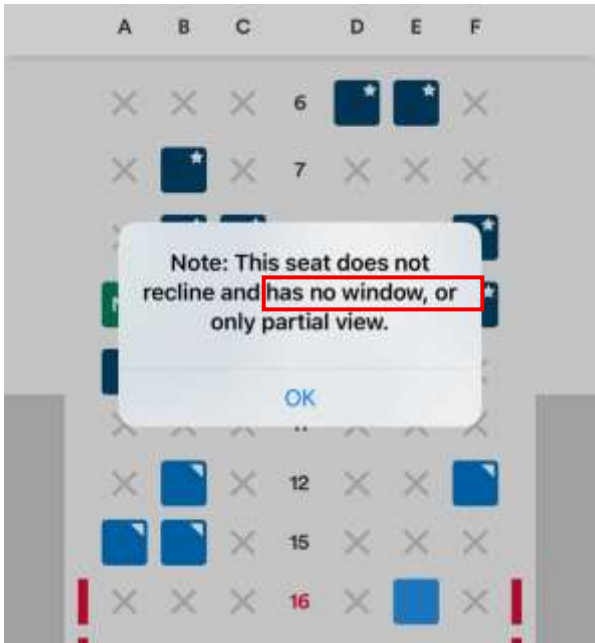 A B C D E F
6
7
Note: This seat does not
recline and has no window, or
only partial view.
OK
12
15
16